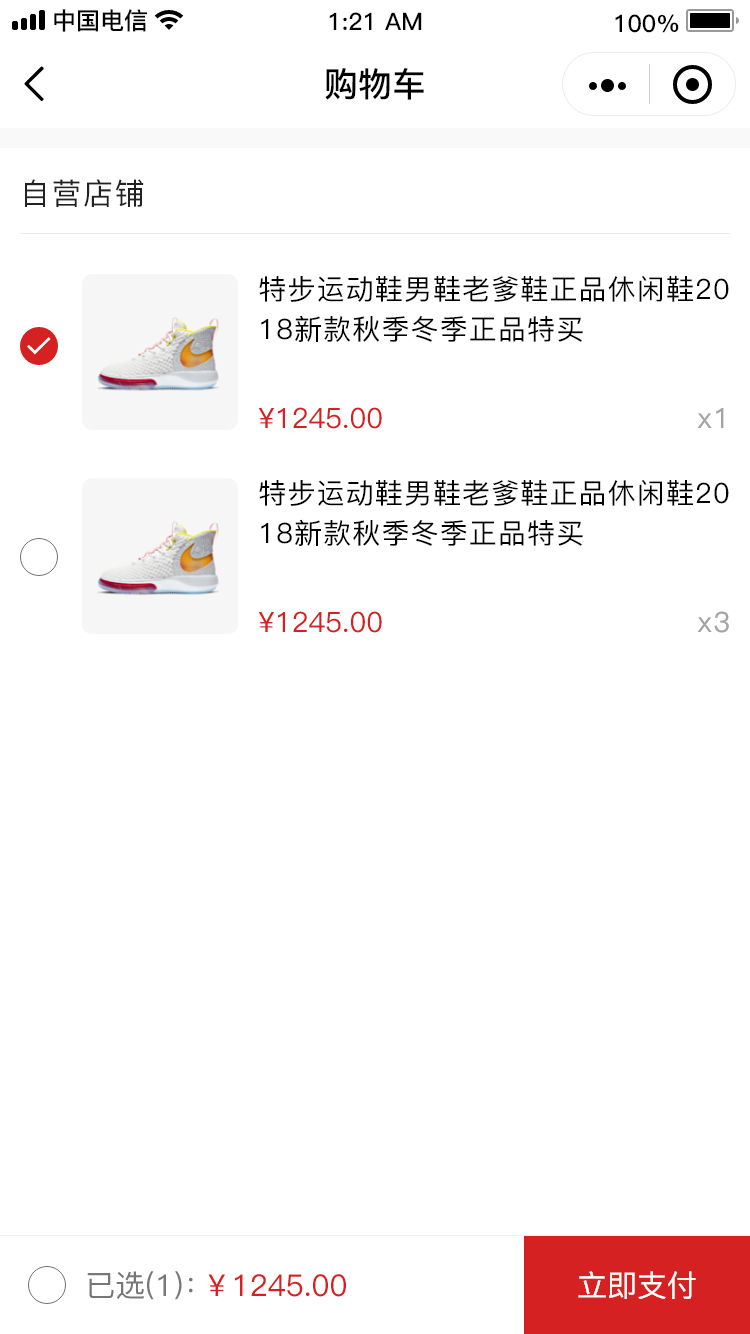 中国电信
1:21 AM
100%
购物车
自营店铺
特步运动鞋男鞋老爹鞋正品休闲鞋20
18新款秋季冬季正品特买
¥1245.00
x1
特步运动鞋男鞋老爹鞋正品休闲鞋20
18新款秋季冬季正品特买
¥1245.00
x3
已选(1): ¥ 1245.00
立即支付